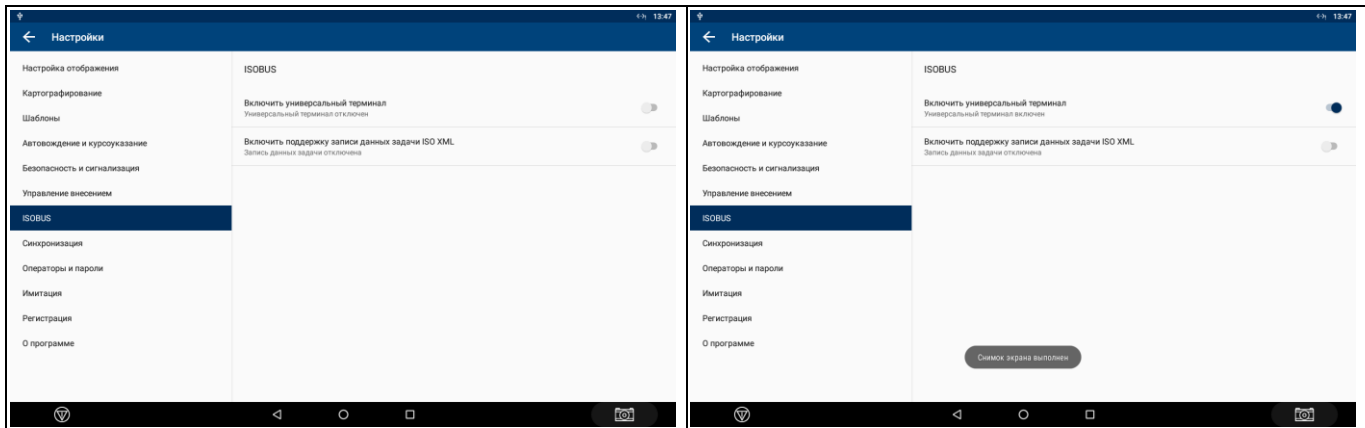 13:47
Настройки
Настройка отображения
Картографирование
Шаблоны
Автовождение и курсоуказание
Безопасность и сигнализация
Управление внесением
ISOBUS
Синхронизация
Операторы и пароли
Имитация
Регистрация
О программе
ISOBUS
Включить универсальный терминал
Универсальный терминал отключен
Включить поддержку записи данных задачи ISO XML
Запись данных задачи отключена
13:47
Настройки
Настройка отображения
Картографирование
Шаблоны
Автовождение и курсоуказание
Безопасность и сигнализация
Управление внесением
ISOBUS
Синхронизация
Операторы и пароли
Имитация
Регистрация
О программе
ISOBUS
Включить универсальный терминал
Универсальный терминал включен
Включить поддержку записи данных задачи ISO XML
Запись данных задачи отключена
Снимок экрана выполнен